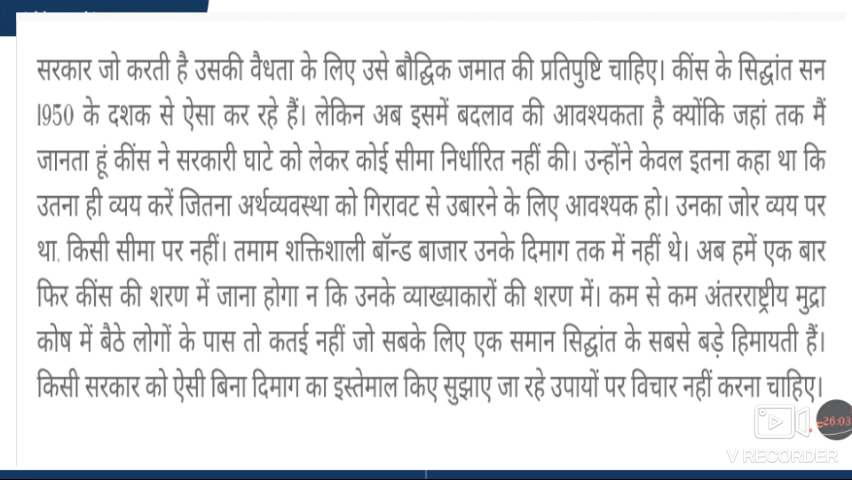 सरकार जो करती है उसकी वैधता के लिए उसे बौद्धिक जमात की प्रतिपुष्टि चाहिए। कींस के सिद्धांत सन
1950 के दशक से ऐसा कर रहे हैं। लेकिन अब इसमें बदलाव की आवश्यकता है क्योंकि जहां तक मैं
जानता हूं कींस ने सरकारी घाटे को लेकर कोई सीमा निर्धारित नहीं की। उन्होंने केवल इतना कहा था कि
उतना ही व्यय करें जितना अर्थव्यवस्था को गिरावट से उबारने के लिए आवश्यक हो। उनका जोर व्यय पर
था, किसी सीमा पर नहीं। तमाम शक्तिशाली बॉन्ड बाजार उनके दिमाग तक में नहीं थे। अब हमें एक बार
फिर कींस की शरण में जाना होगा न कि उनके व्याख्याकारों की शरण में। कम से कम अंतरराष्ट्रीय मुद्रा
कोष में बैठे लोगों के पास तो कतई नहीं जो सबके लिए एक समान सिद्धांत के सबसे बड़े हिमायती हैं।
किसी सरकार को ऐसी बिना दिमाग का इस्तेमाल किए सुझाए जा रहे उपायों पर विचार नहीं करना चाहिए।
26:03
V RECORDER